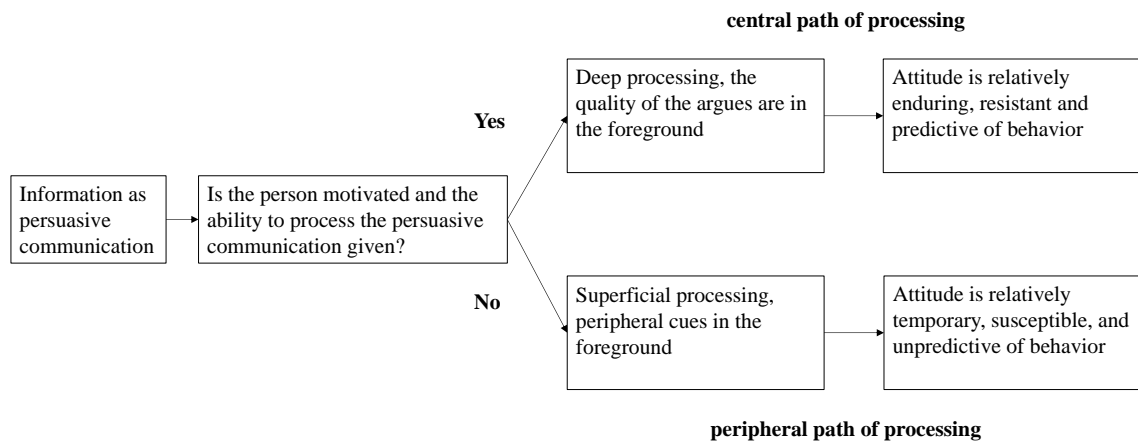 central path of processing
Deep processing, the
quality of the argues are in
the foreground
Attitude is relatively
enduring, resistant and
predictive of behavior
Yes
Information as
persuasive
communication
Is the person motivated and the
ability to process the persuasive
communication given?
No
Superficial processing,
peripheral cues in the
foreground
Attitude is relatively
temporary, susceptible, and
unpredictive of behavior
peripheral path of processing